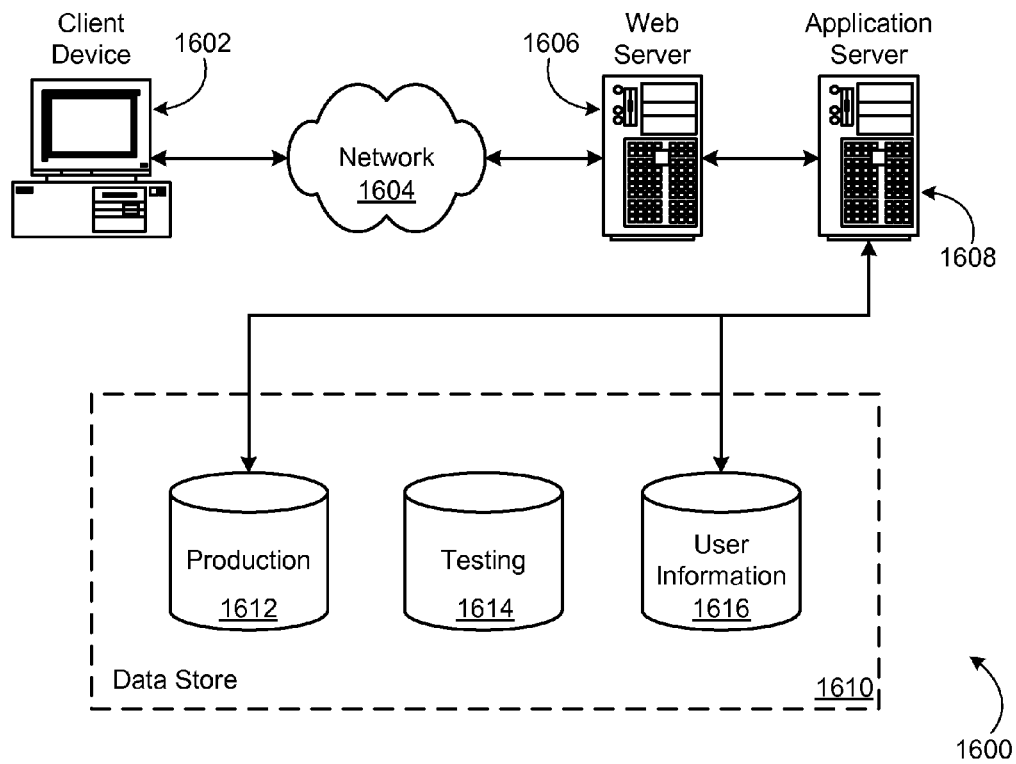 Client
Device
1602
Network
1604
1606
Web
Server
Application
Server
1608
Production
1612
Testing
1614
User
Information
1616
Data Store
1610
1600